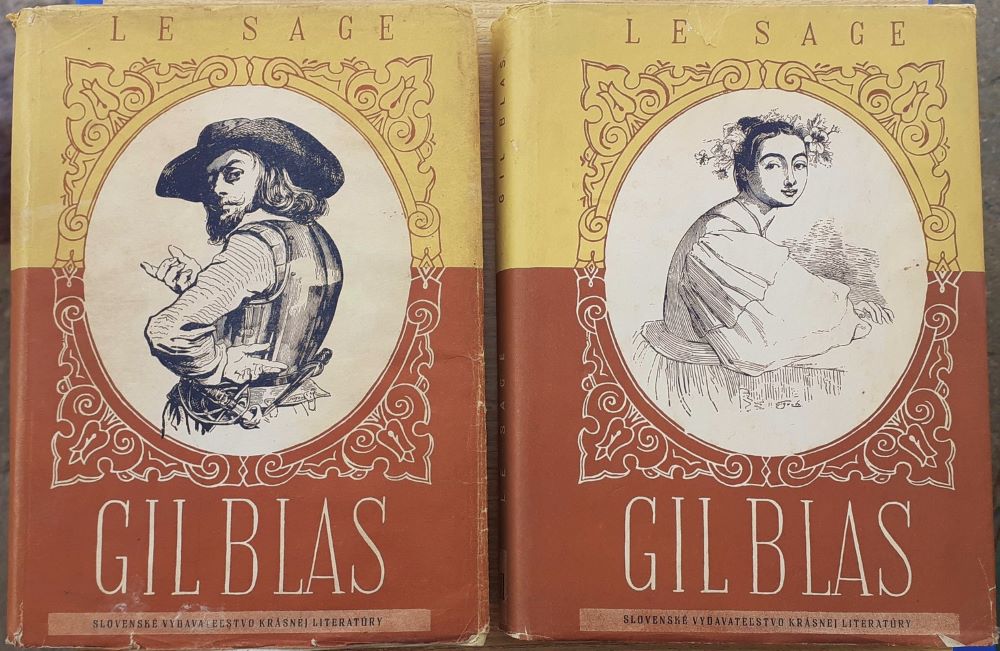 LE SAGE
GIL BLAS
SLOVENSKÉ VYDAVATEĽSTVO KRÁSNEJ LITERATÚRY
LE SAGE GIL BLAS
LE SAGE
GIL BLAS
SLOVENSKÉ VYDAVATEĽSTVO KRÁSNEJ LITERATÚRY